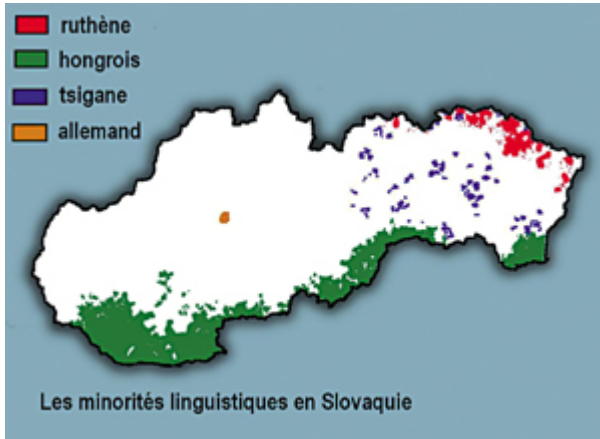 ruthène
hongrois
tsigane
allemand
Les minorités linguistiques en Slovaquie